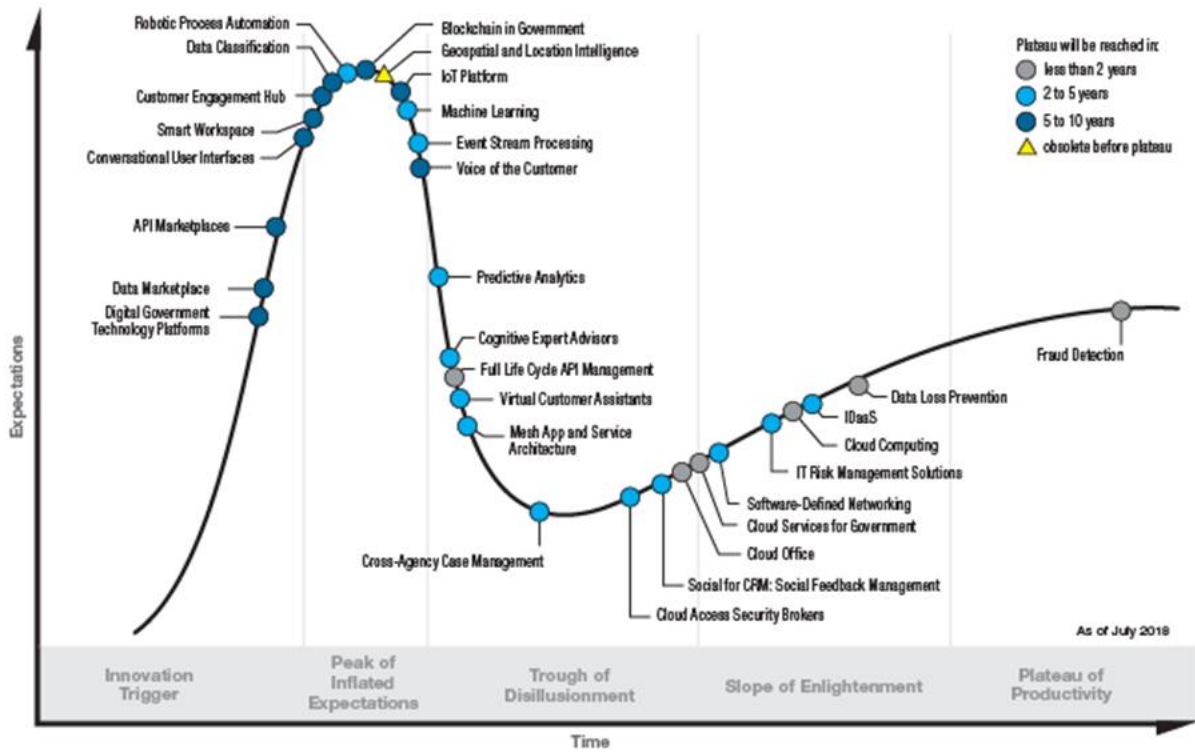 Robotic Process Automation
Data Classification
Customer Engagement Hub
Smart Workspace
Conversational User Interfaces
API Marketplaces
Data Marketplace
Digital Government
Technology Platforms
Blockchain in Government
Geospatial and Location Intelligence
IoT Platform
Machine Learning
Event Stream Processing
Voice of the Customer
Predictive Analytics
Cognitive Expert Advisors
Full Life Cycle API Management
Virtual Customer Assistants
Mesh App and Service
Architecture
Cross-Agency Case Management
Plateau will be reached in:
less than 2 years
2 to 5 years
5 to 10 years
obsolete before plateau
Fraud Detection
Data Loss Prevention
IDaaS
Cloud Computing
IT Risk Management Solutions
Software-Defined Networking
Cloud Services for Government
Cloud Office
Social for CRM: Social Feedback Management
Cloud Access Security Brokers
As of July 2018
Expectations
Innovation
Trigger
Peak of
Inflated
Expectations
Trough of
Disillusionment
Slope of Enlightenment
Plateau of
Productivity
Time